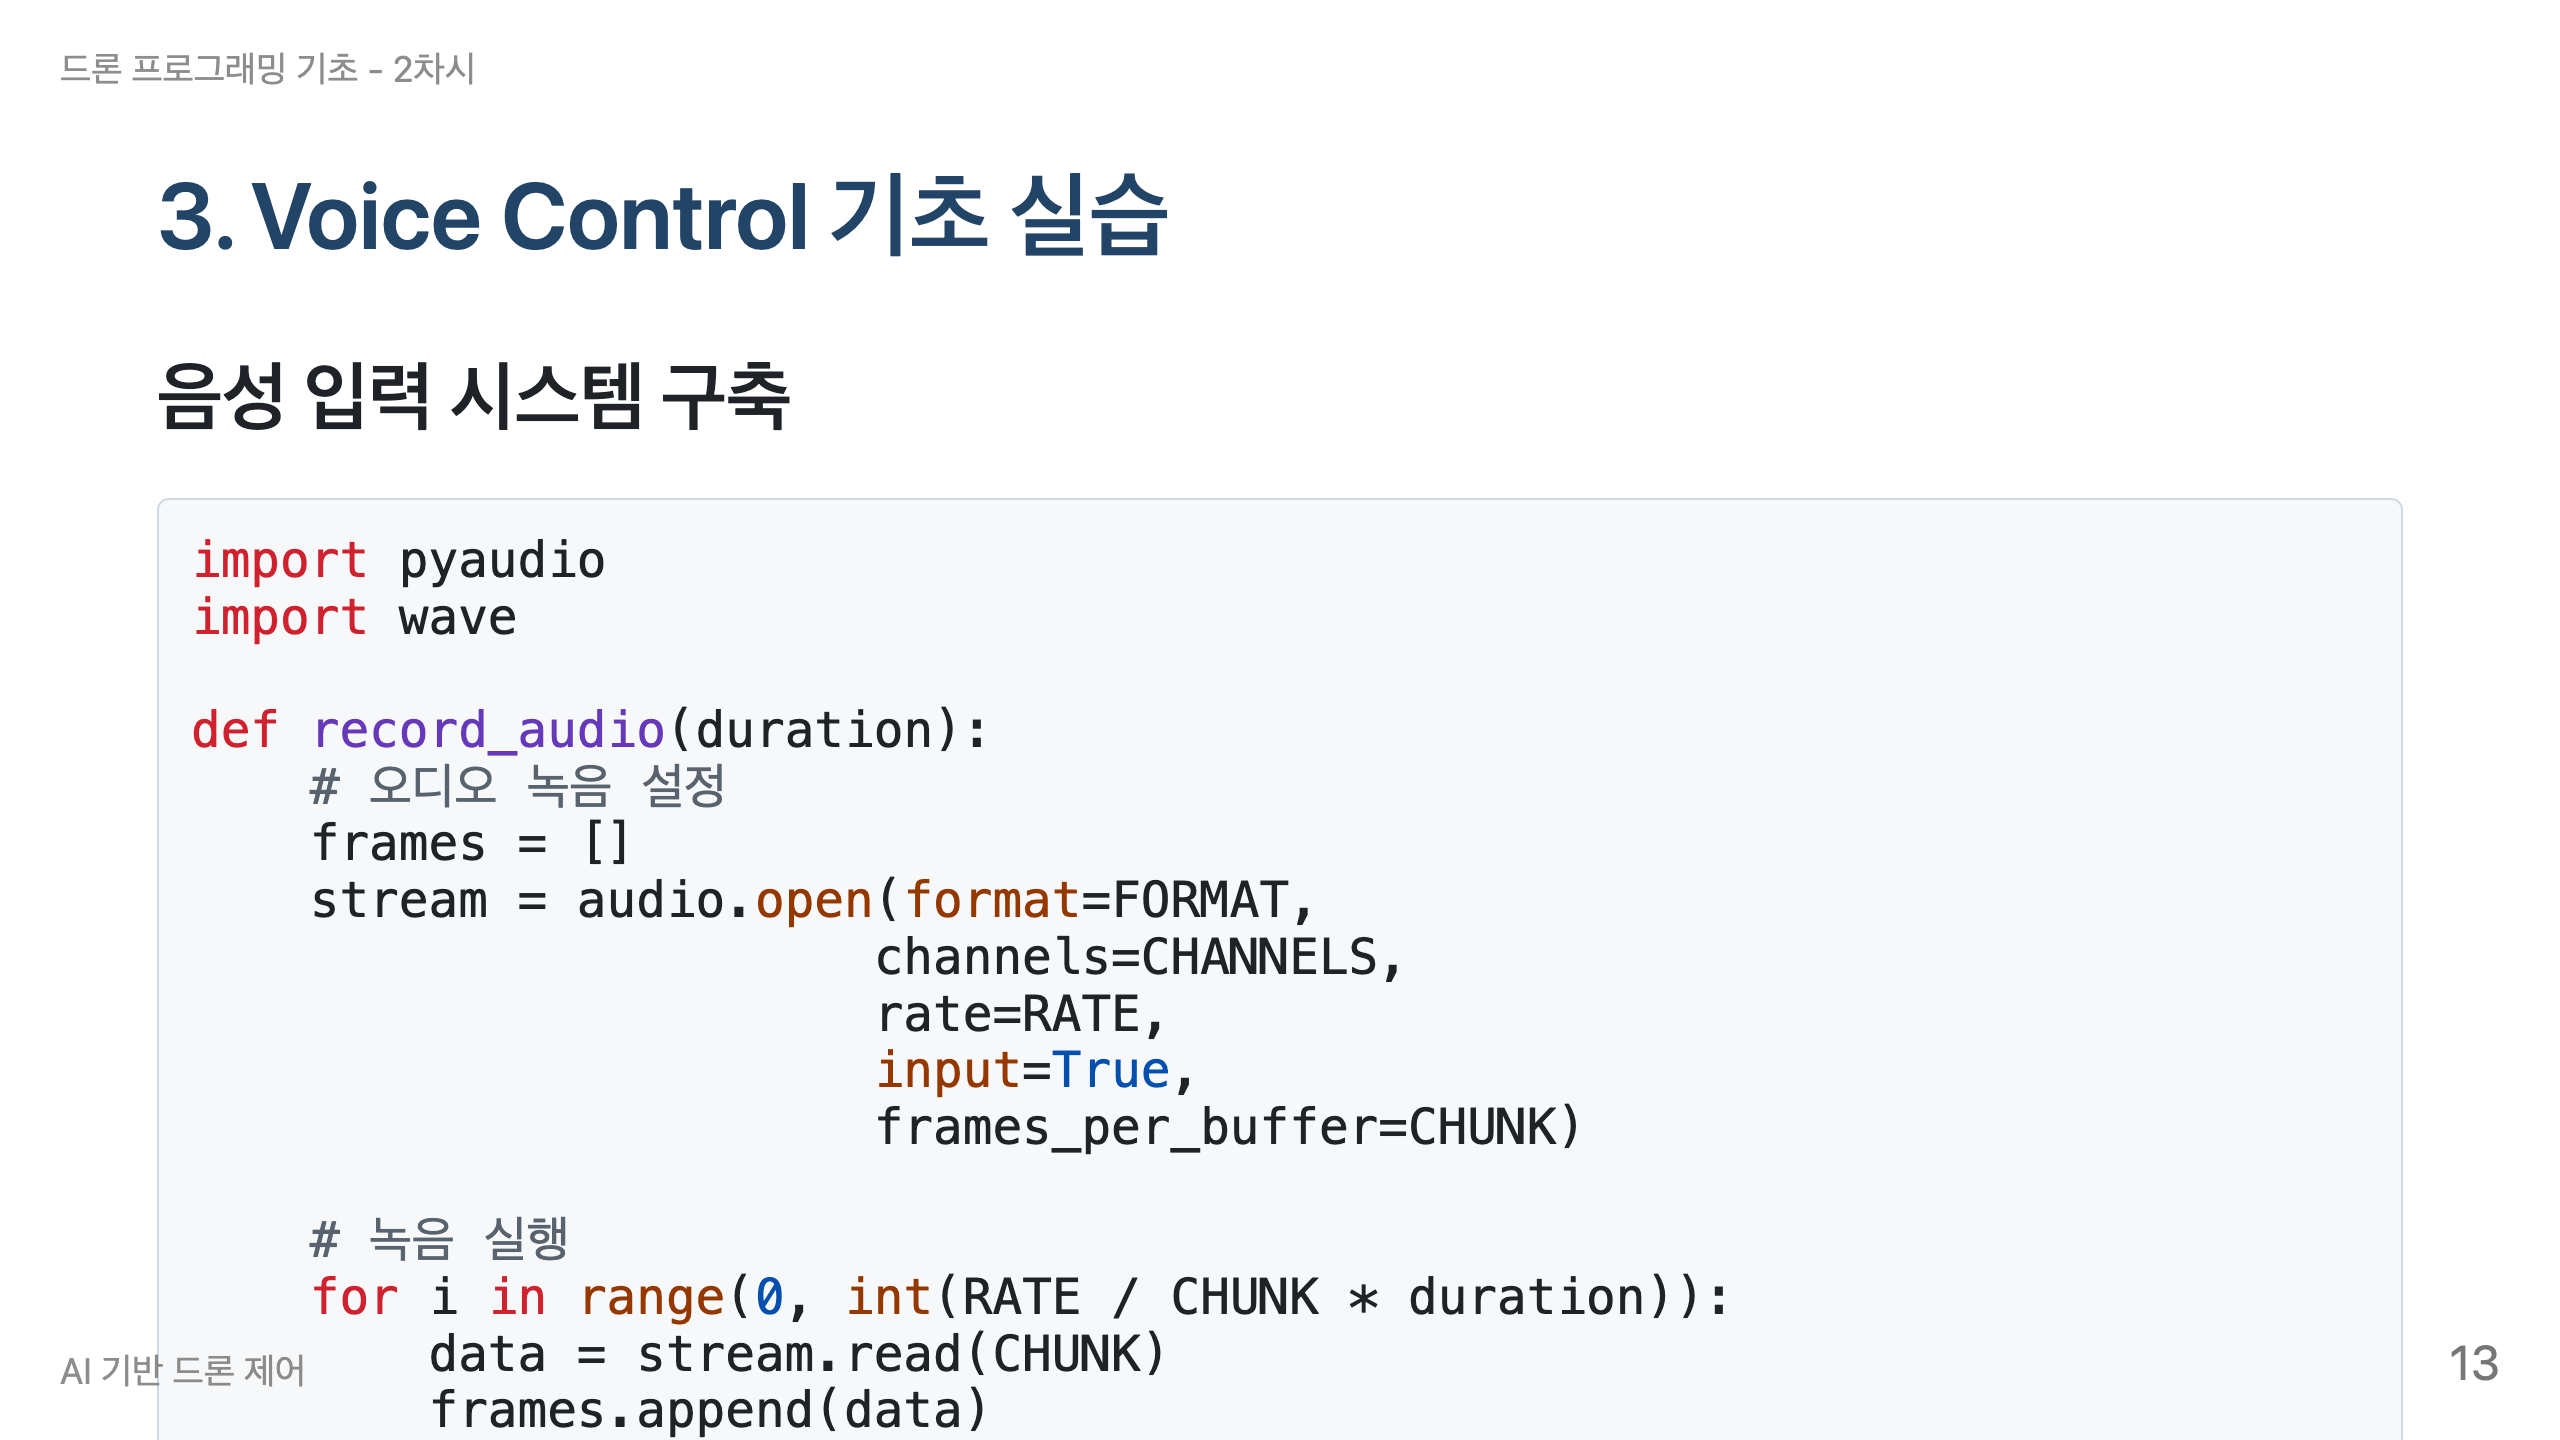 드론 프로그래밍 기초 - 2차시
3. Voice Control 기초 실습
음성 입력 시스템 구축
import pyaudio
import wave
def record_audio(duration):
    # 오디오 녹음 설정
    frames = []
    stream = audio.open(format=FORMAT,
                        channels=CHANNELS,
                        rate=RATE,
                        input=True,
                        frames_per_buffer=CHUNK)
    # 녹음 실행
    for i in range(0, int(RATE / CHUNK * duration)):
        data = stream.read(CHUNK)
        frames.append(data)
AI 기반 드론 제어
13